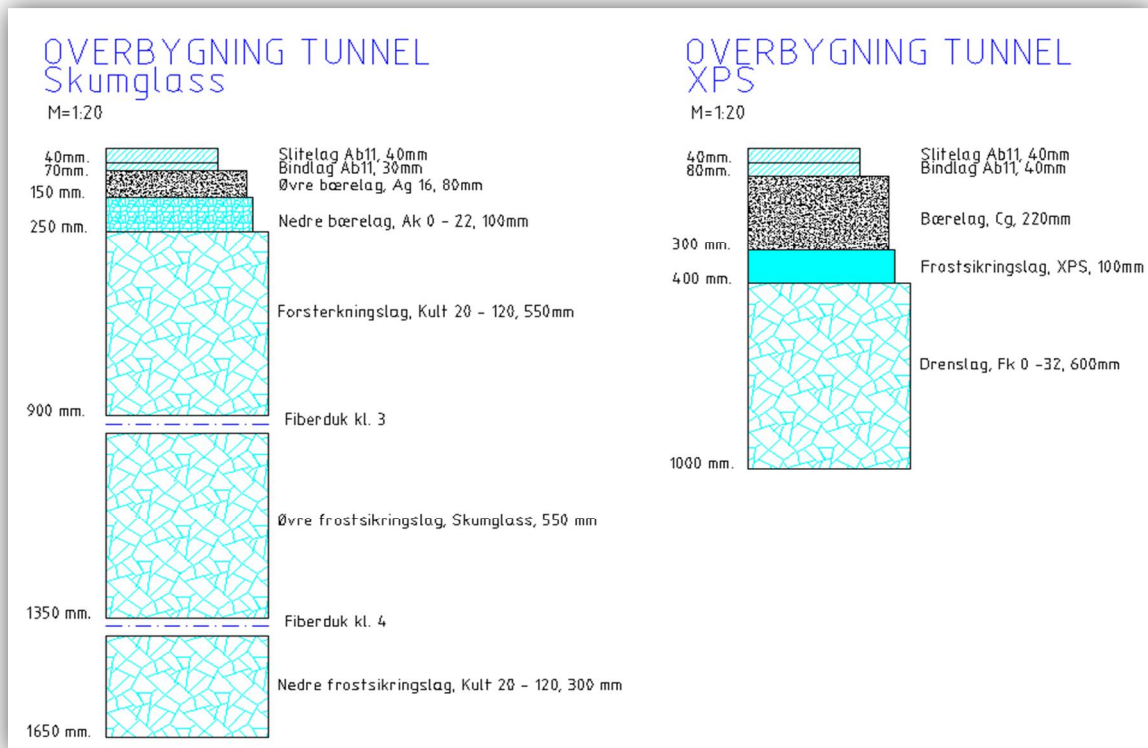 OVERBYGNING TUNNEL
Skumglass
M=1:20
40mm.
70mm.
150 mm.
250 mm.
900 mm.
1350 mm.
1650 mm.
Slitelag Ab11, 40mm
Bindlag Ab11, 30mm
Øvre bærelag, Ag 16, 80mm
Nedre bærelag, Ak 0 - 22, 100mm
Forsterkningslag, Kult 20 - 120, 550mm
Fiberduk kl. 3
Øvre frostsikringslag, Skumglass, 550 mm
Fiberduk kl. 4
Nedre frostsikringslag, Kult 20 - 120, 300 mm
OVERBYGNING TUNNEL
XPS
M=1:20
40mm.
80mm.
300 mm.
400 mm.
1000 mm.
Slitelag Ab11, 40mm
Bindlag Ab11, 40mm
Bærelag, Cg, 220mm
Frostsikringslag, XPS, 100mm
Drenslag, Fk 0 -32, 600mm